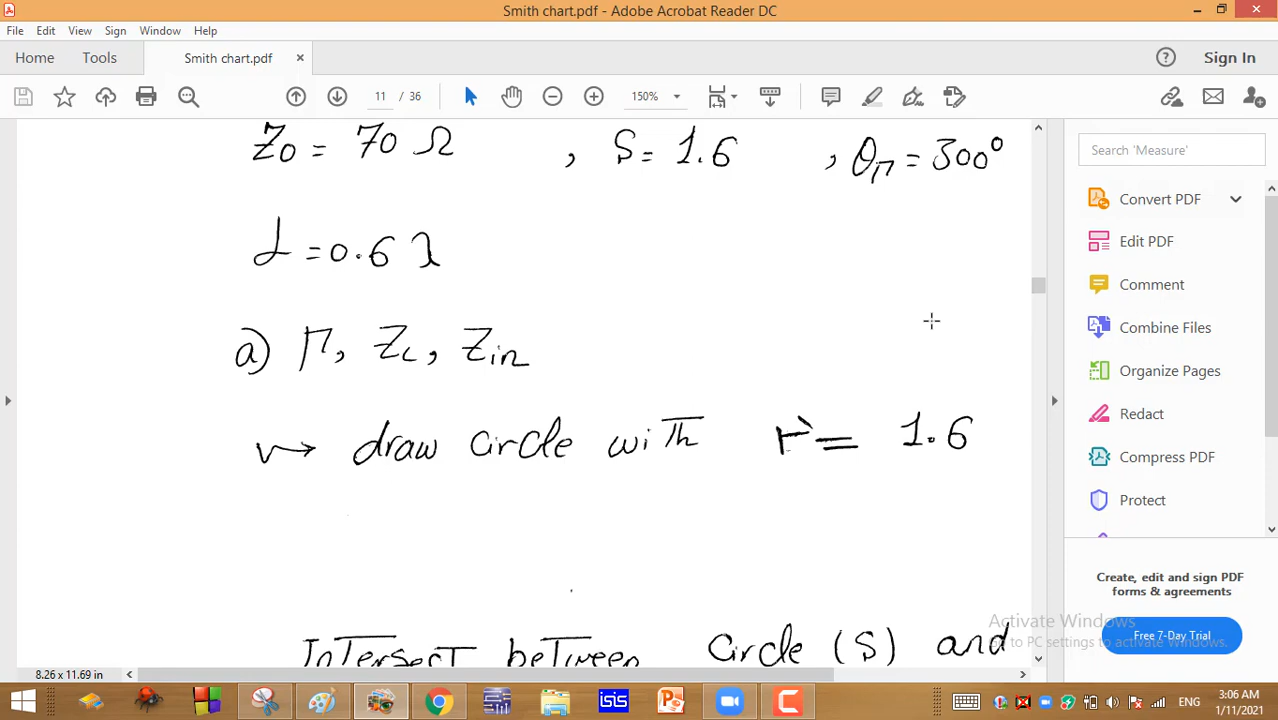 Smith chart.pdf - Adobe Acrobat Reader DC
File Edit View Sign Window Help
Home Tools Smith chart.pdf × Sign In
11 / 36 150%
Z0 = 70 Ω , S = 1.6 , θΓ = 300°
L = 0.6 λ
a) Γ, ZL, Zin
↦ draw circle with r = 1.6
Intersect between circle (S) and
Search 'Measure'
Convert PDF
Edit PDF
Comment
Combine Files
Organize Pages
Redact
Compress PDF
Protect
Create, edit and sign PDF
forms & agreements
Free 7-Day Trial
Activate Windows
Go to PC settings to activate Windows.
8.26 x 11.69 in
isis
ENG
3:06 AM
1/11/2021